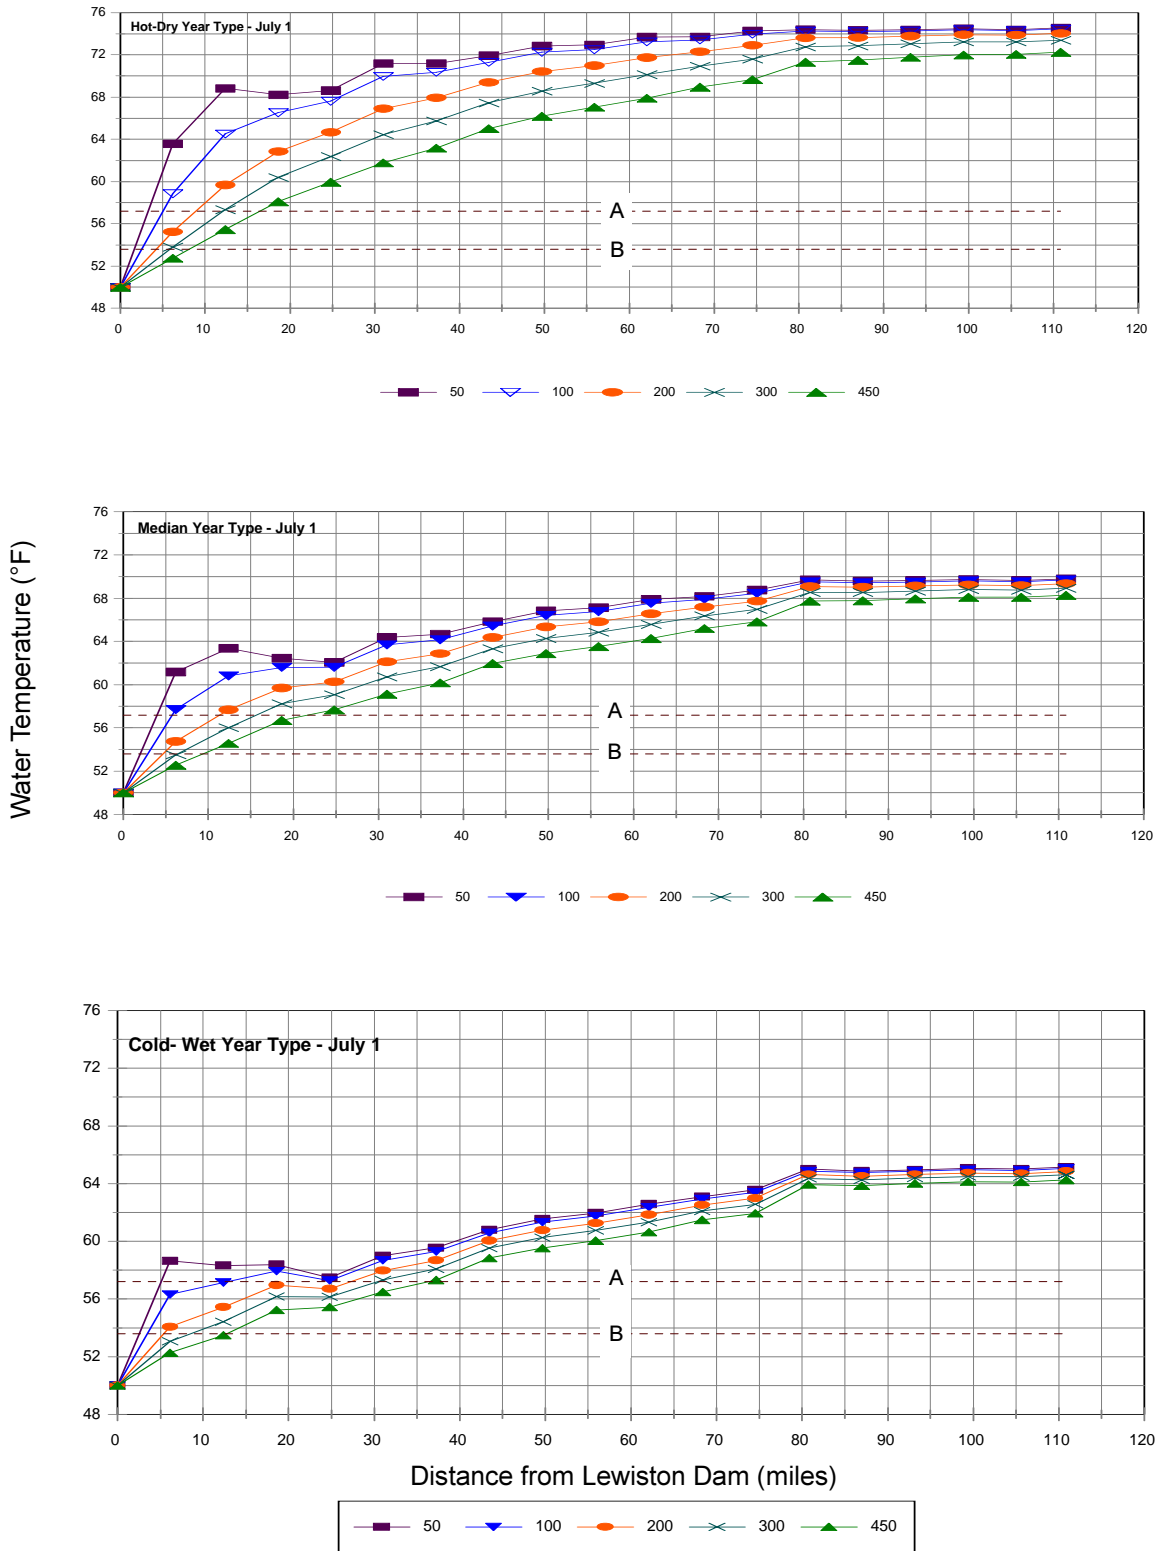 Hot-Dry Year Type - July 1
76
72
68
64
60
56
52
48
A
B
0 10 20 30 40 50 60 70 80 90 100 110 120
50 100 200 300 450
Water Temperature (°F)
Median Year Type - July 1
76
72
68
64
60
56
52
48
A
B
0 10 20 30 40 50 60 70 80 90 100 110 120
50 100 200 300 450
Cold- Wet Year Type - July 1
76
72
68
64
60
56
52
48
A
B
0 10 20 30 40 50 60 70 80 90 100 110 120
Distance from Lewiston Dam (miles)
50 100 200 300 450